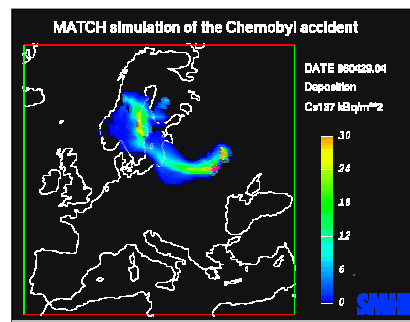 MATCH simulation of the Chernobyl accident
DATE 860429.04
Deposition
Cs137 kBq/m**2
30
24
18
12
6
0
SMHI